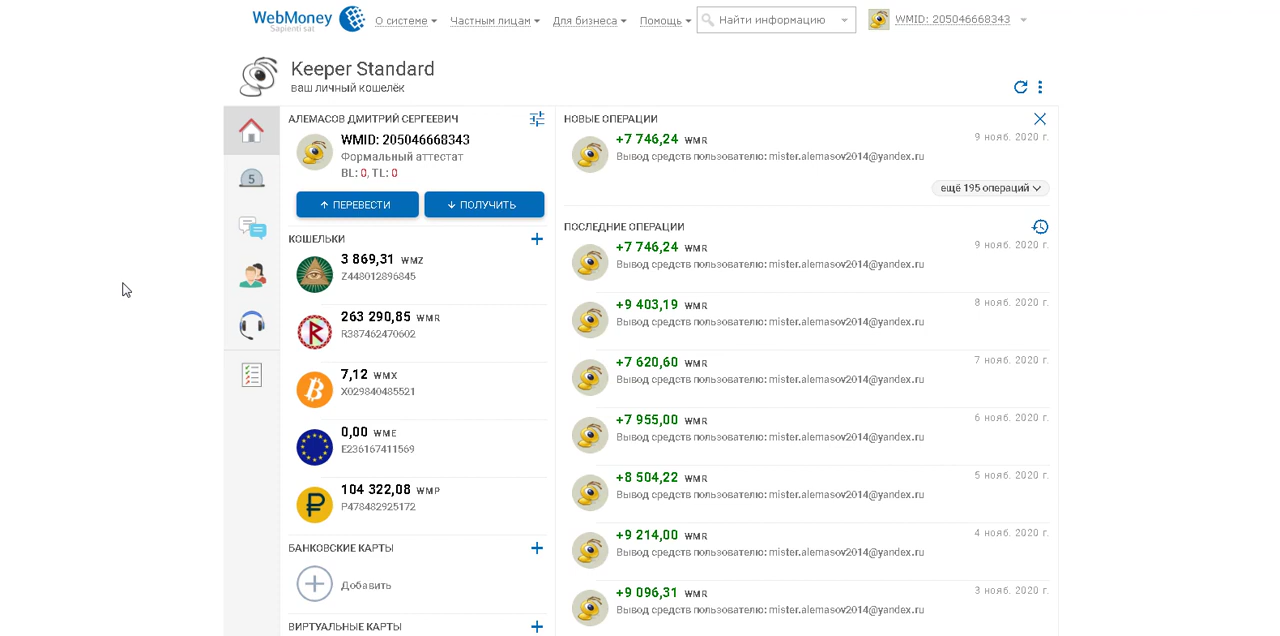 WebMoney
Sapienti sat
О системе
Частным лицам
Для бизнеса
Помощь
Найти информацию
WMID: 205046668343
Keeper Standard
ваш личный кошелёк
АЛЕМАСОВ ДМИТРИЙ СЕРГЕЕВИЧ
WMID: 205046668343
Формальный аттестат
BL: 0, TL: 0
ПЕРЕВЕСТИ
ПОЛУЧИТЬ
5
КОШЕЛЬКИ
3 869,31 WMZ
Z448012896845
263 290,85 WMR
R387462470602
7,12 WMX
X029840485521
0,00 WME
E236167411569
104 322,08 WMP
P478482925172
БАНКОВСКИЕ КАРТЫ
Добавить
ВИРТУАЛЬНЫЕ КАРТЫ
НОВЫЕ ОПЕРАЦИИ
+7 746,24 WMR 9 нояб. 2020 г.
Вывод средств пользователю: mister.alemasov2014@yandex.ru
ещё 195 операций
ПОСЛЕДНИЕ ОПЕРАЦИИ
+7 746,24 WMR 9 нояб. 2020 г.
Вывод средств пользователю: mister.alemasov2014@yandex.ru
+9 403,19 WMR 8 нояб. 2020 г.
Вывод средств пользователю: mister.alemasov2014@yandex.ru
+7 620,60 WMR 7 нояб. 2020 г.
Вывод средств пользователю: mister.alemasov2014@yandex.ru
+7 955,00 WMR 6 нояб. 2020 г.
Вывод средств пользователю: mister.alemasov2014@yandex.ru
+8 504,22 WMR 5 нояб. 2020 г.
Вывод средств пользователю: mister.alemasov2014@yandex.ru
+9 214,00 WMR 4 нояб. 2020 г.
Вывод средств пользователю: mister.alemasov2014@yandex.ru
+9 096,31 WMR 3 нояб. 2020 г.
Вывод средств пользователю: mister.alemasov2014@yandex.ru